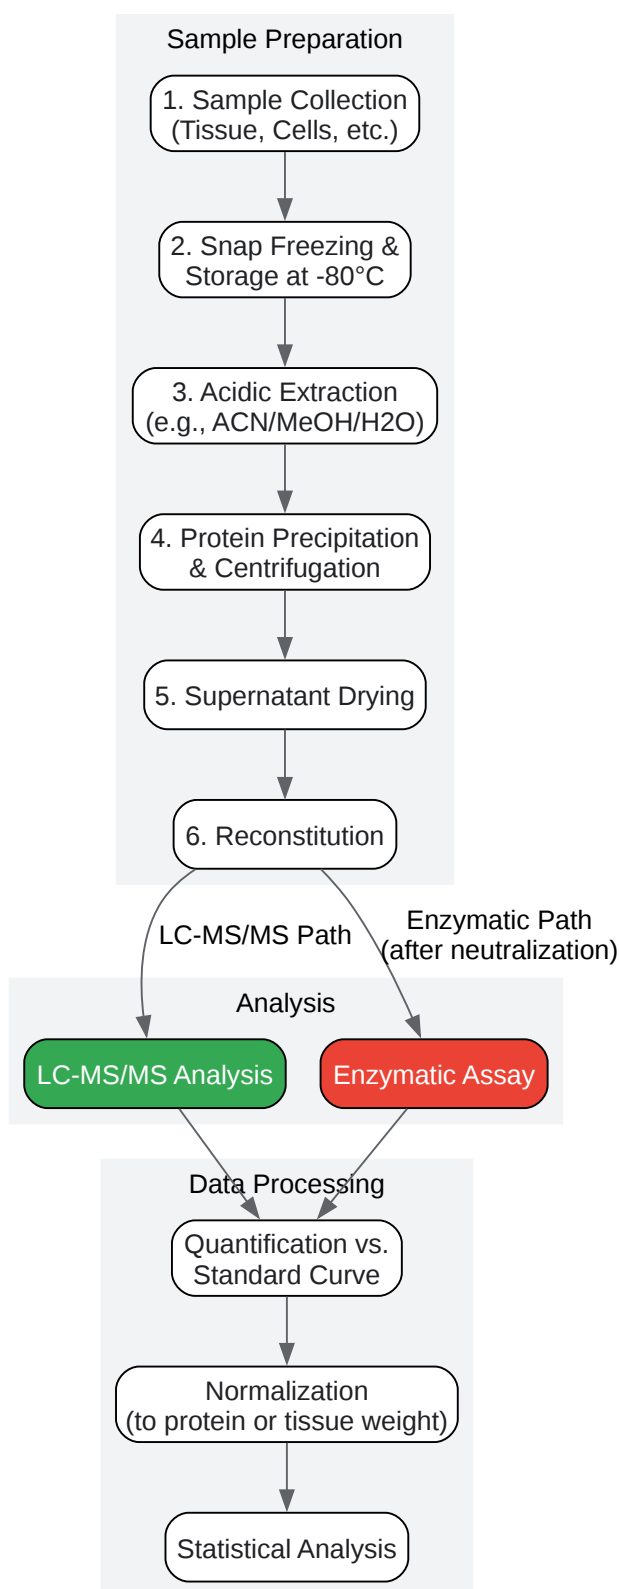 Sample Preparation
1. Sample Collection
(Tissue, Cells, etc.)
2. Snap Freezing &
Storage at -80°C
3. Acidic Extraction
(e.g., ACN/MeOH/H2O)
4. Protein Precipitation
& Centrifugation
5. Supernatant Drying
6. Reconstitution
LC-MS/MS Path
Enzymatic Path
(after neutralization)
Analysis
LC-MS/MS Analysis
Enzymatic Assay
Data Processing
Quantification vs.
Standard Curve
Normalization
(to protein or tissue weight)
Statistical Analysis